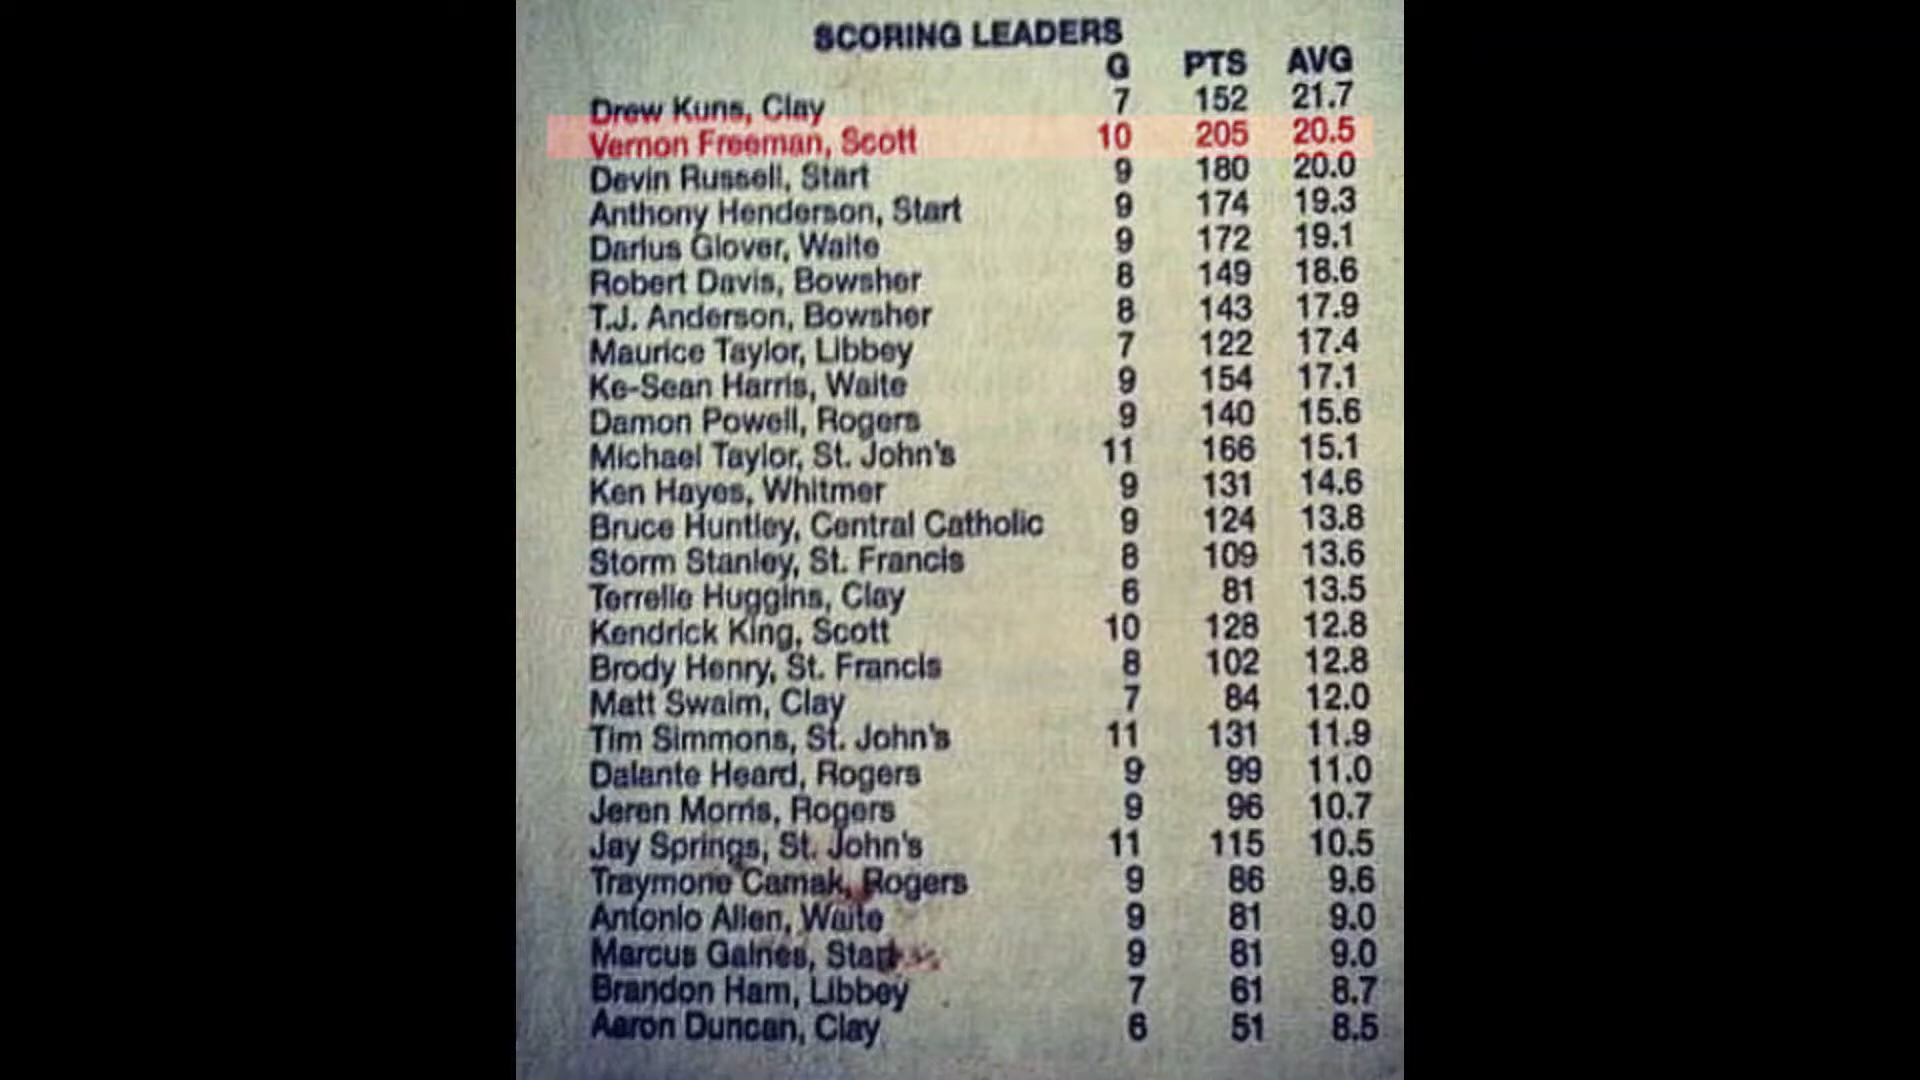 SCORING LEADERS
G PTS AVG
Drew Kuns, Clay 7 152 21.7
Vernon Freeman, Scott 10 205 20.5
Devin Russell, Start 9 180 20.0
Anthony Henderson, Start 9 174 19.3
Darius Glover, Waite 9 172 19.1
Robert Davis, Bowsher 8 149 18.6
T.J. Anderson, Bowsher 8 143 17.9
Maurice Taylor, Libbey 7 122 17.4
Ke-Sean Harris, Waite 9 154 17.1
Damon Powell, Rogers 9 140 15.6
Michael Taylor, St. John's 11 166 15.1
Ken Hayes, Whitmer 9 131 14.6
Bruce Huntley, Central Catholic 9 124 13.8
Storm Stanley, St. Francis 8 109 13.6
Terrelle Huggins, Clay 6 81 13.5
Kendrick King, Scott 10 128 12.8
Brody Henry, St. Francis 8 102 12.8
Matt Swaim, Clay 7 84 12.0
Tim Simmons, St. John's 11 131 11.9
Dalante Heard, Rogers 9 99 11.0
Jeren Morris, Rogers 9 96 10.7
Jay Springs, St. John's 11 115 10.5
Traymone Camak, Rogers 9 86 9.6
Antonio Allen, Waite 9 81 9.0
Marcus Gaines, Start 9 81 9.0
Brandon Ham, Libbey 7 61 8.7
Aaron Duncan, Clay 6 51 8.5